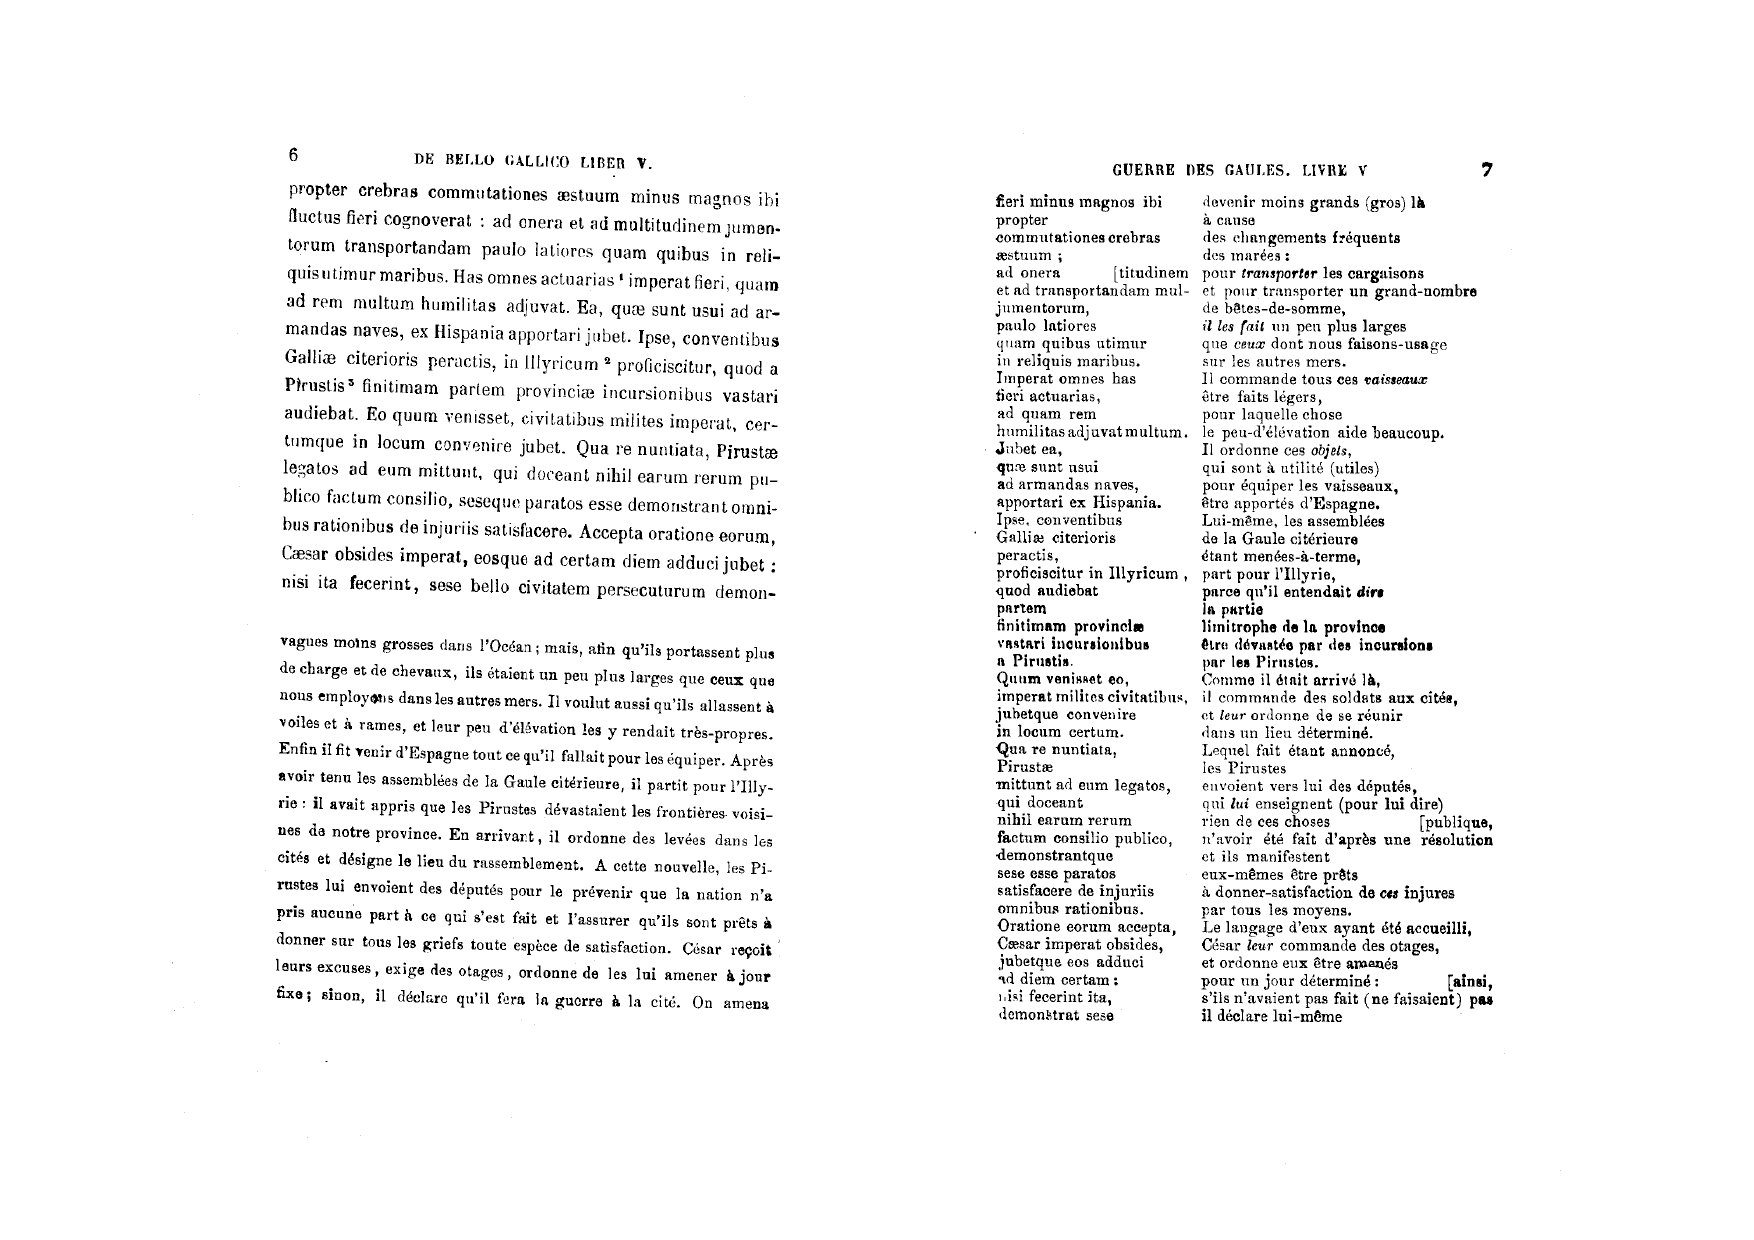 6 DE BELLO GALLICO LIBER V.
propter crebras commutationes æstuum minus magnos ibi
fluctus fieri cognoverat : ad onera et ad multitudinem jumen-
torum transportandam paulo latiores quam quibus in reli-
quis utimur maribus. Has omnes actuarias ¹ imperat fieri, quam
ad rem multum humilitas adjuvat. Ea, quæ sunt usui ad ar-
mandas naves, ex Hispania apportari jubet. Ipse, conventibus
Galliæ citerioris peractis, in Illyricum ² proficiscitur, quod a
Pirustis ³ finitimam partem provinciæ incursionibus vastari
audiebat. Eo quum venisset, civitatibus milites imperat, cer-
tumque in locum convenire jubet. Qua re nuntiata, Pirustæ
legatos ad eum mittunt, qui doceant nihil earum rerum pu-
blico factum consilio, seseque paratos esse demonstrant omni-
bus rationibus de injuriis satisfacere. Accepta oratione eorum,
Cæsar obsides imperat, eosque ad certam diem adduci jubet :
nisi ita fecerint, sese bello civitatem persecuturum demon-
vagues moins grosses dans l'Océan ; mais, afin qu'ils portassent plus
de charge et de chevaux, ils étaient un peu plus larges que ceux que
nous employons dans les autres mers. Il voulut aussi qu'ils allassent à
voiles et à rames, et leur peu d'élévation les y rendait très-propres.
Enfin il fit venir d'Espagne tout ce qu'il fallait pour les équiper. Après
avoir tenu les assemblées de la Gaule citérieure, il partit pour l'Illy-
rie : il avait appris que les Pirustes dévastaient les frontières voisi-
nes de notre province. En arrivant, il ordonne des levées dans les
cités et désigne le lieu du rassemblement. A cette nouvelle, les Pi-
rustes lui envoient des députés pour le prévenir que la nation n'a
pris aucune part à ce qui s'est fait et l'assurer qu'ils sont prêts à
donner sur tous les griefs toute espèce de satisfaction. César reçoit
leurs excuses, exige des otages, ordonne de les lui amener à jour
fixe ; sinon, il déclare qu'il fera la guerre à la cité. On amena
GUERRE DES GAULES. LIVRE V 7
fieri minus magnos ibi
propter
commutationes crebras
æstuum ;
ad onera [titudinem
et ad transportandam mul-
jumentorum,
paulo latiores
quam quibus utimur
in reliquis maribus.
Imperat omnes has
fieri actuarias,
ad quam rem
humilitas adjuvat multum.
Jubet ea,
quæ sunt usui
ad armandas naves,
apportari ex Hispania.
Ipse, conventibus
Galliæ citerioris
peractis,
proficiscitur in Illyricum ,
quod audiebat
partem
finitimam provinciæ
vastari incursionibus
a Pirustis.
Quum venisset eo,
imperat milites civitatibus,
jubetque convenire
in locum certum.
Qua re nuntiata,
Pirustæ
mittunt ad eum legatos,
qui doceant
nihil earum rerum
factum consilio publico,
demonstrantque
sese esse paratos
satisfacere de injuriis
omnibus rationibus.
Oratione eorum accepta,
Cæsar imperat obsides,
jubetque eos adduci
ad diem certam :
nisi fecerint ita,
demonstrat sese
devenir moins grands (gros) là
à cause
des changements fréquents
des marées :
pour transporter les cargaisons
et pour transporter un grand-nombre
de bêtes-de-somme,
il les fait un peu plus larges
que ceux dont nous faisons-usage
sur les autres mers.
Il commande tous ces vaisseaux
être faits légers,
pour laquelle chose
le peu-d'élévation aide beaucoup.
Il ordonne ces objets,
qui sont à utilité (utiles)
pour équiper les vaisseaux,
être apportés d'Espagne.
Lui-même, les assemblées
de la Gaule citérieure
étant menées-à-terme,
part pour l'Illyrie,
parce qu'il entendait dire
la partie
limitrophe de la province
être dévastée par des incursions
par les Pirustes.
Comme il était arrivé là,
il commande des soldats aux cités,
et leur ordonne de se réunir
dans un lieu déterminé.
Lequel fait étant annoncé,
les Pirustes
envoient vers lui des députés,
qui lui enseignent (pour lui dire)
rien de ces choses [publique,
n'avoir été fait d'après une résolution
et ils manifestent
eux-mêmes être prêts
à donner-satisfaction de ces injures
par tous les moyens.
Le langage d'eux ayant été accueilli,
César leur commande des otages,
et ordonne eux être amenés
pour un jour déterminé : [ainsi,
s'ils n'avaient pas fait (ne faisaient) pas
il déclare lui-même